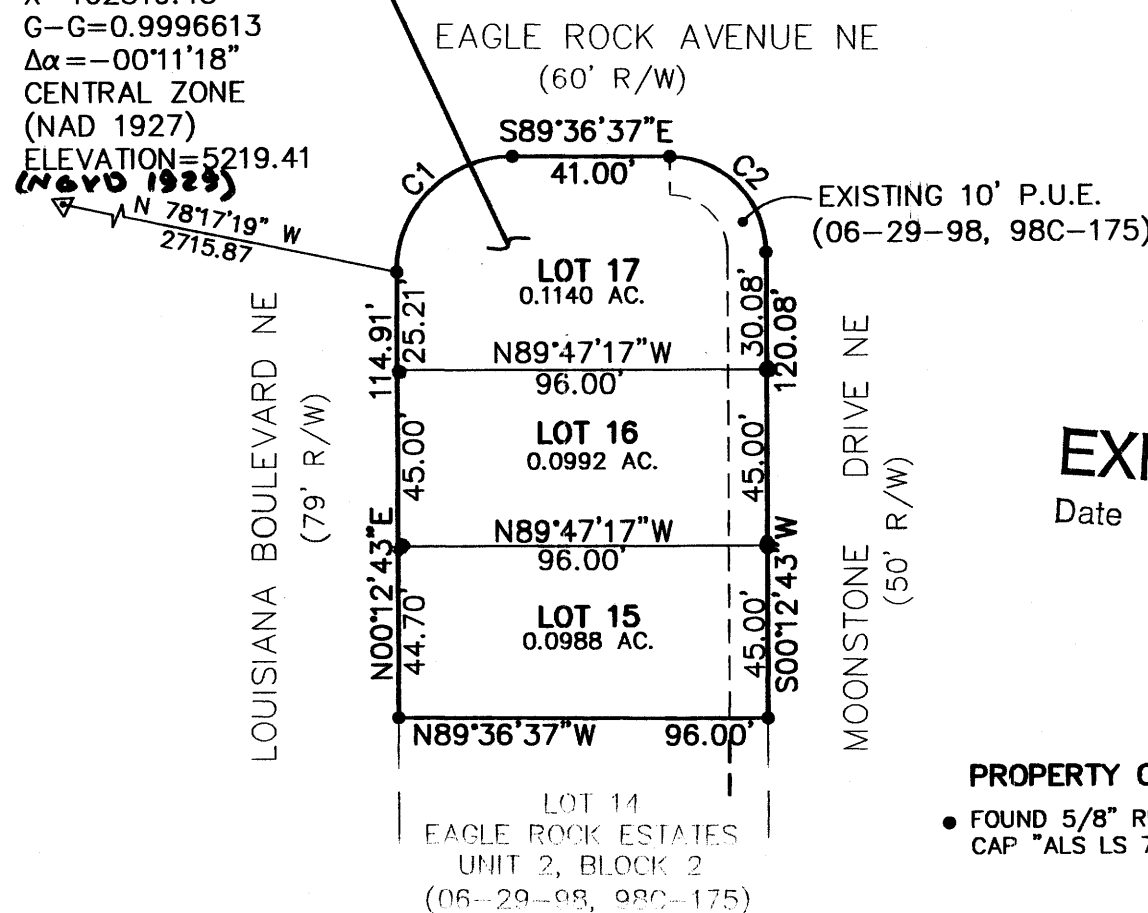 G-G=0.9996613
Δα=-00°11'18"
CENTRAL ZONE
(NAD 1927)
ELEVATION=5219.41
(NGVD 1929)
N 78°17'19" W
2715.87
EAGLE ROCK AVENUE NE
(60' R/W)
S89°36'37"E
41.00'
C1
C2
EXISTING 10' P.U.E.
(06-29-98, 98C-175)
LOT 17
0.1140 AC.
114.91'
25.21'
30.08'
120.08'
N89°47'17"W
96.00'
LOT 16
0.0992 AC.
45.00'
45.00'
N89°47'17"W
96.00'
LOT 15
0.0988 AC.
N00°12'43"E
44.70'
45.00'
S00°12'43"W
N89°36'37"W 96.00'
LOUISIANA BOULEVARD NE
(79' R/W)
MOONSTONE DRIVE NE
(50' R/W)
LOT 14
EAGLE ROCK ESTATES
UNIT 2, BLOCK 2
(06-29-98, 98C-175)
Date
PROPERTY
FOUND 5/8"
CAP "ALS LS